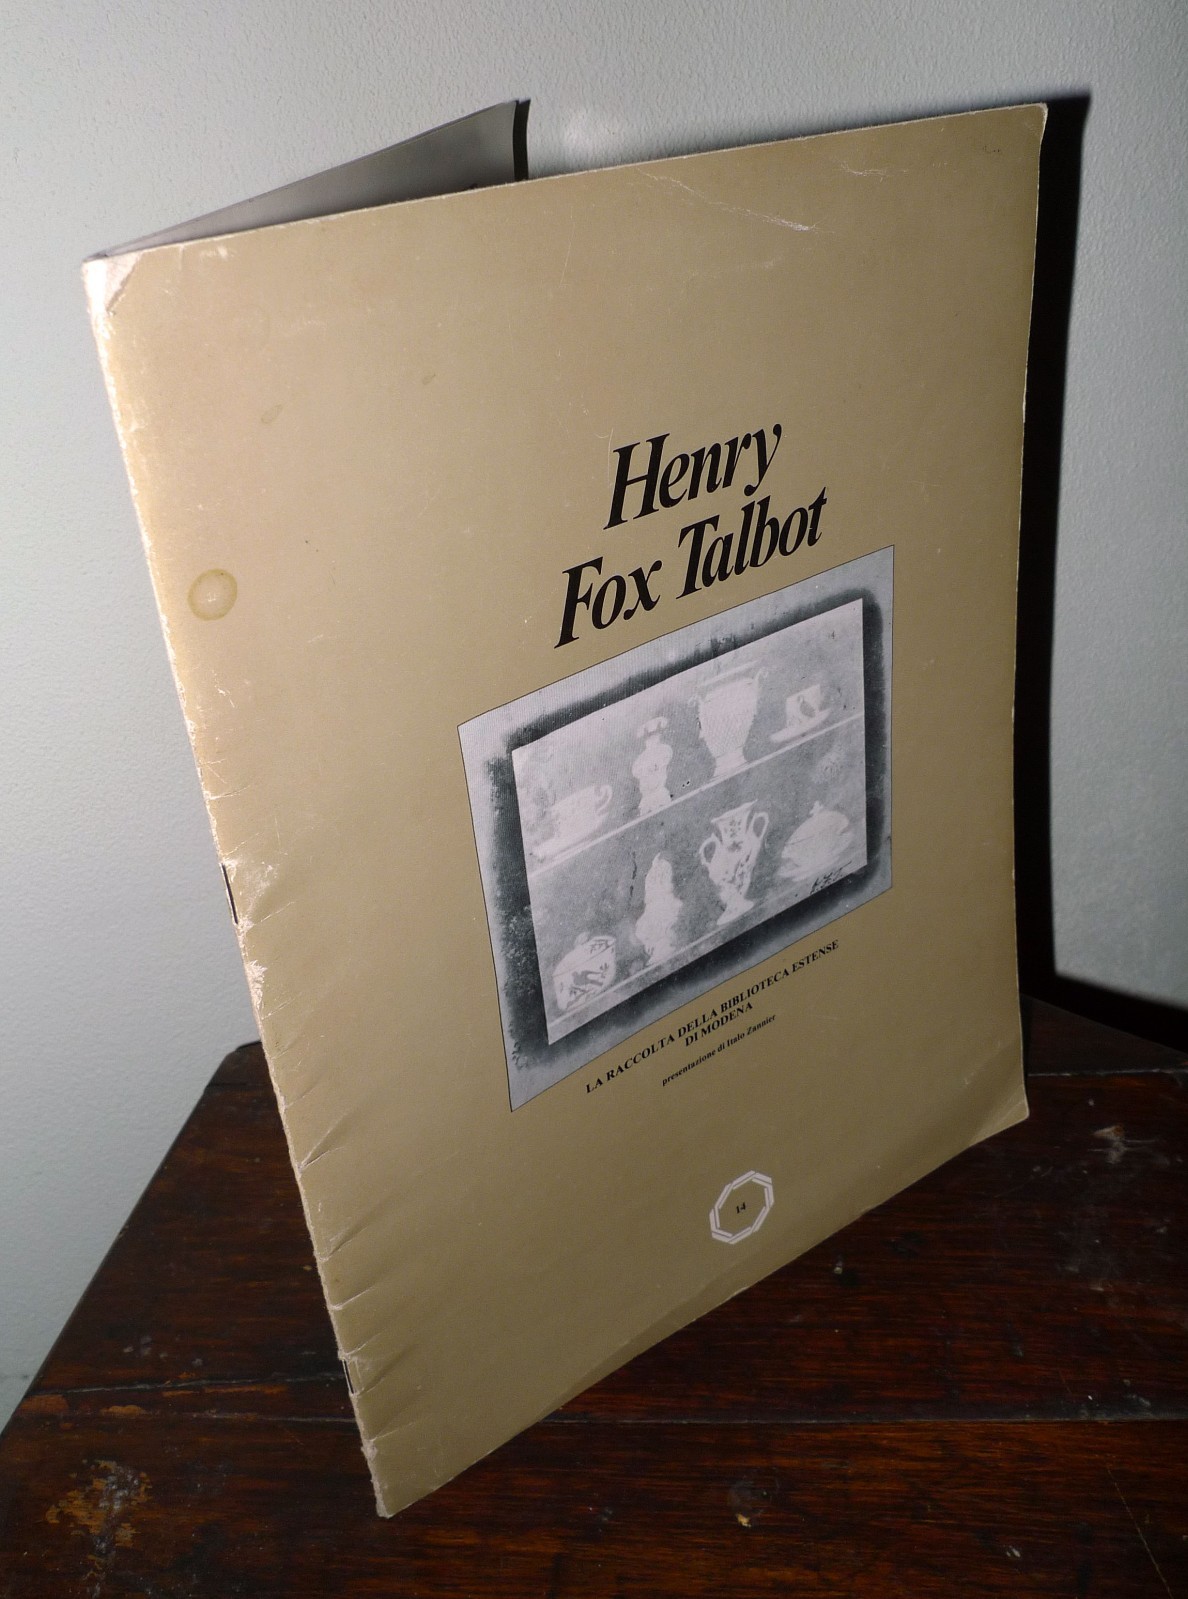 Henry
Fox Talbot
LA RACCOLTA DELLA BIBLIOTECA ESTENSE
DI MODENA
presentazione di Italo Zannier
14